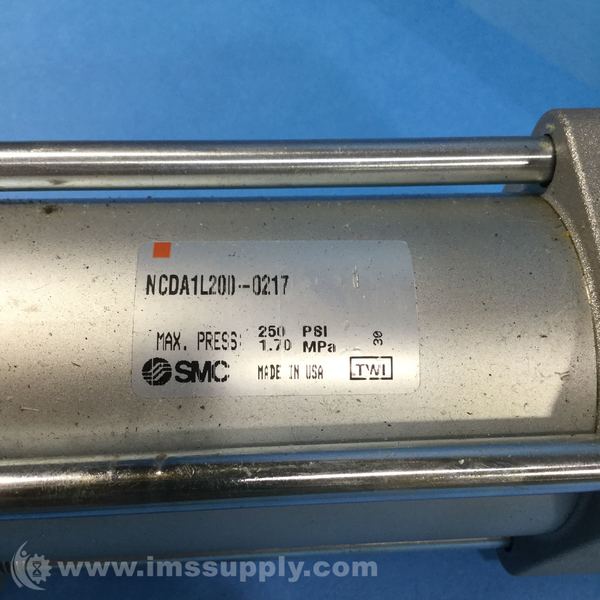 NCDA1L200-0217
MAX. PRESS: 250 PSI
1.70 MPa
30
SMC MADE IN USA TWI
www.imssupply.com